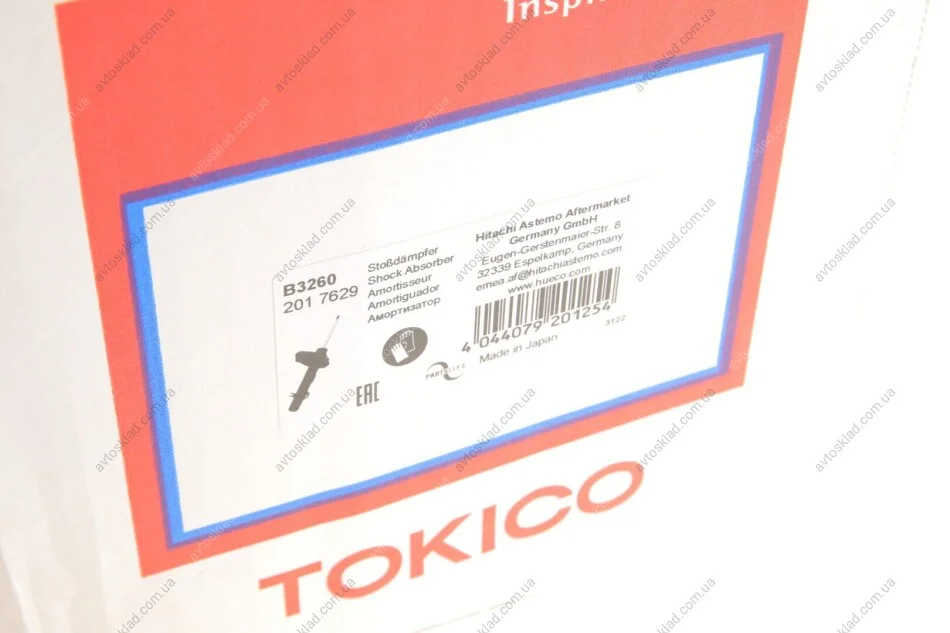 Inspi
B3260
201 7629
Stoßdämpfer
Shock Absorber
Amortisseur
Amortiguador
Амортизатор
Hitachi Astemo Aftermarket
Germany GmbH
Eugen-Gerstenmaier-Str. 8
32339 Espelkamp, Germany
emea.af@hitachiastemo.com
www.hueco.com
4 044079 201254
3122
Made in Japan
EAC
TOKICO
avtosklad.com.ua